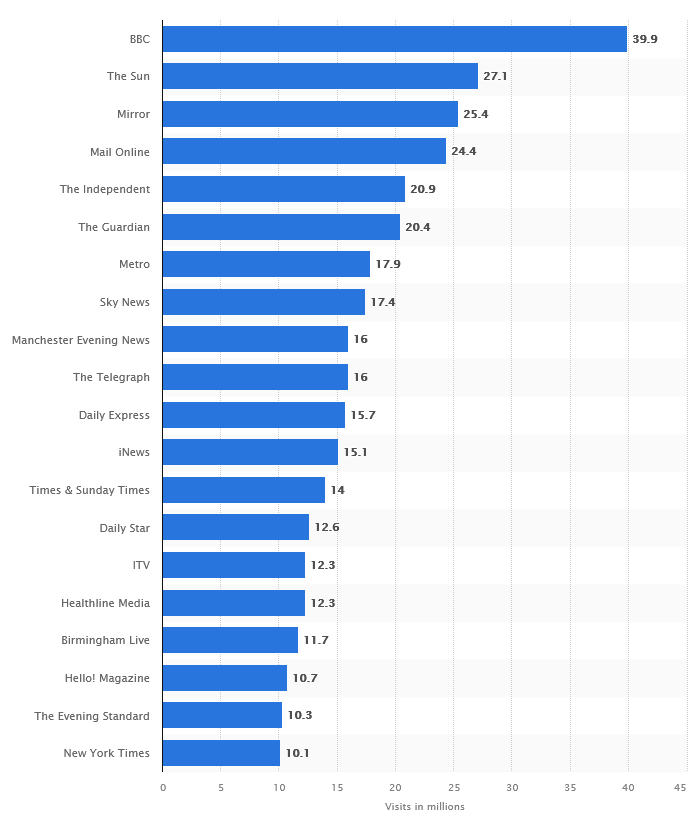 BBC 39.9
The Sun 27.1
Mirror 25.4
Mail Online 24.4
The Independent 20.9
The Guardian 20.4
Metro 17.9
Sky News 17.4
Manchester Evening News 16
The Telegraph 16
Daily Express 15.7
iNews 15.1
Times & Sunday Times 14
Daily Star 12.6
ITV 12.3
Healthline Media 12.3
Birmingham Live 11.7
Hello! Magazine 10.7
The Evening Standard 10.3
New York Times 10.1
0 5 10 15 20 25 30 35 40 45
Visits in millions